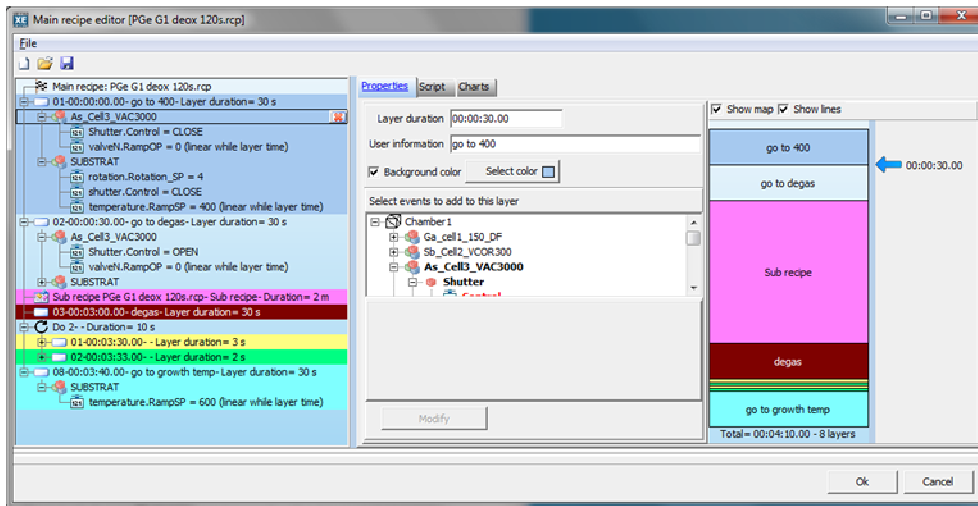 Main recipe editor [PGe G1 deox 120s.rcp]
File
Main recipe: PGe G1 deox 120s.rcp
01-00:00:00.00- go to 400- Layer duration= 30 s
As_Cell3_VAC3000
Shutter.Control = CLOSE
valveN.RampOP = 0 (linear while layer time)
SUBSTRAT
rotation.Rotation_SP = 4
shutter.Control = CLOSE
temperature.RampSP = 400 (linear while layer time)
02-00:00:30.00- go to degas- Layer duration= 30 s
As_Cell3_VAC3000
Shutter.Control = OPEN
valveN.RampOP = 0 (linear while layer time)
SUBSTRAT
Sub recipe PGe G1 deox 120s.rcp- Sub recipe- Duration= 2 m
03-00:03:00.00- degas- Layer duration= 30 s
Do 2- - Duration= 10 s
01-00:03:30.00- - Layer duration= 3 s
02-00:03:33.00- - Layer duration= 2 s
08-00:03:40.00- go to growth temp- Layer duration= 30 s
SUBSTRAT
temperature.RampSP = 600 (linear while layer time)
Properties Script Charts
Layer duration 00:00:30.00
User information go to 400
Background color Select color
Select events to add to this layer
Chamber1
Ga_cell1_150_DF
Sb_Cell2_VCOR300
As_Cell3_VAC3000
Shutter
Control
Modify
Show map Show lines
go to 400
00:00:30.00
go to degas
Sub recipe
degas
go to growth temp
Total= 00:04:10.00 - 8 layers
Ok Cancel